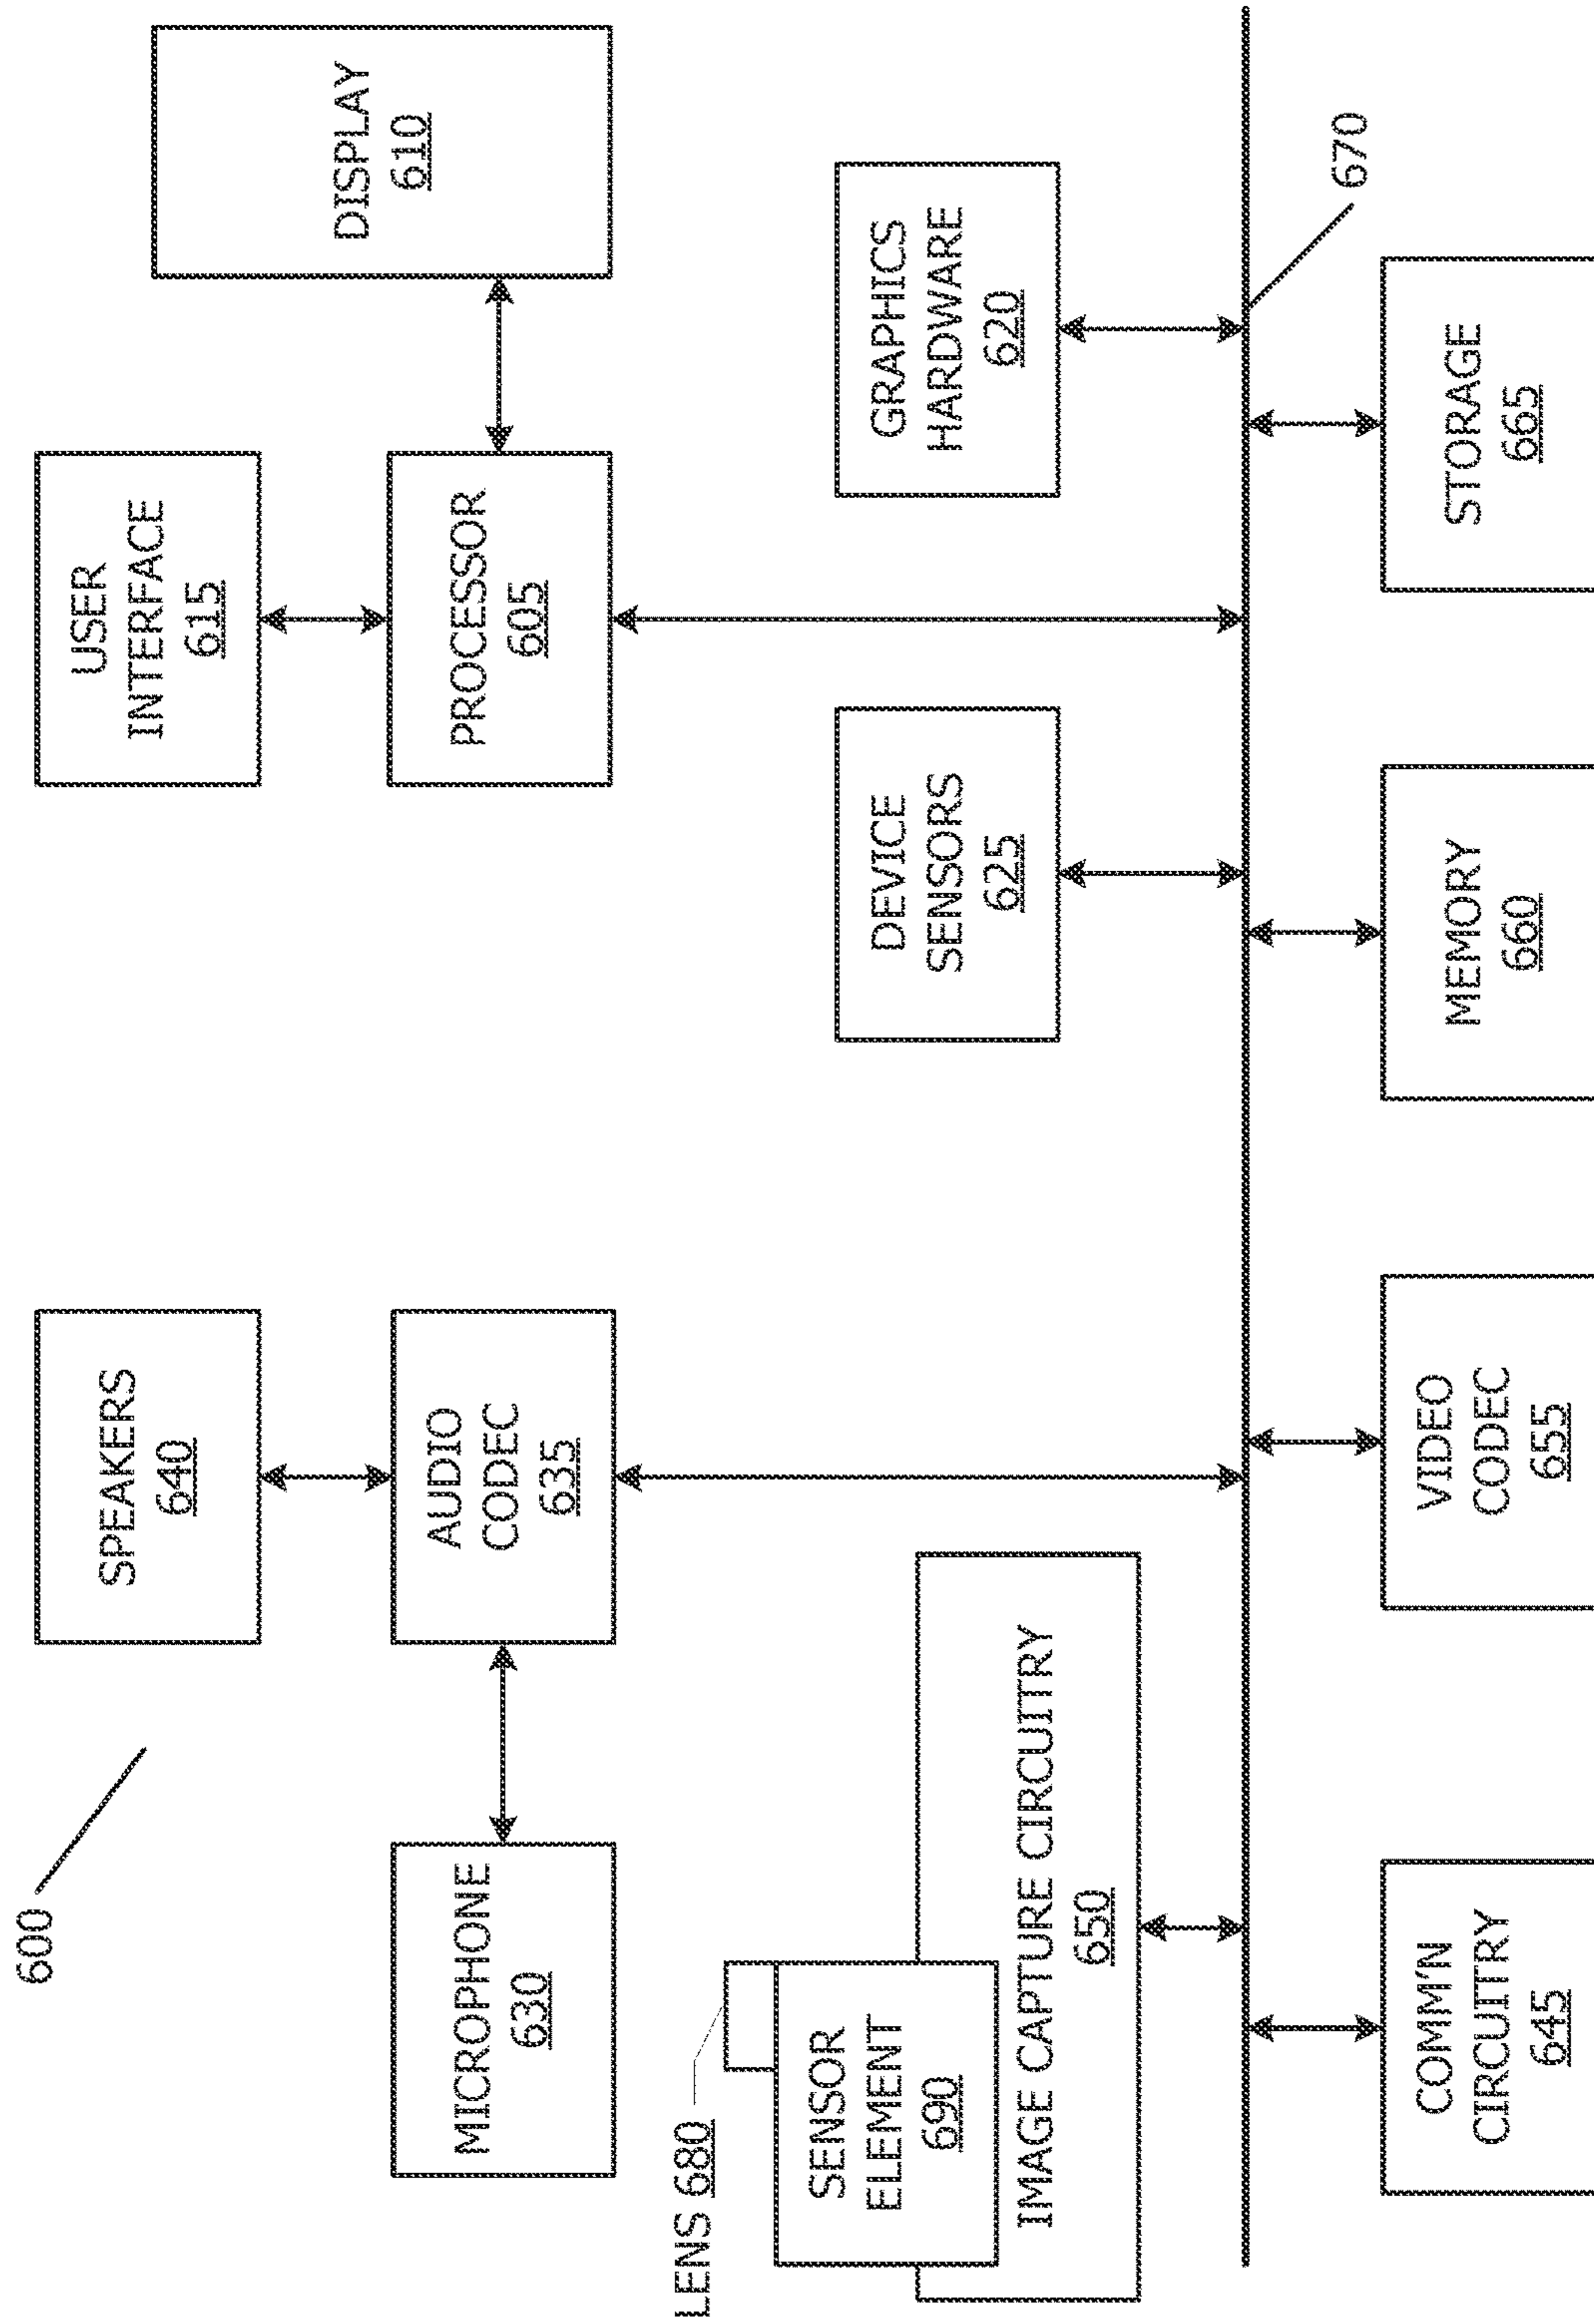 600
SPEAKERS
640
USER
INTERFACE
615
DISPLAY
610
MICROPHONE
630
AUDIO
CODEC
635
PROCESSOR
605
LENS 680
SENSOR
ELEMENT
690
IMAGE CAPTURE CIRCUITRY
650
DEVICE
SENSORS
625
GRAPHICS
HARDWARE
620
670
COMM'N
CIRCUITRY
645
VIDEO
CODEC
655
MEMORY
660
STORAGE
665